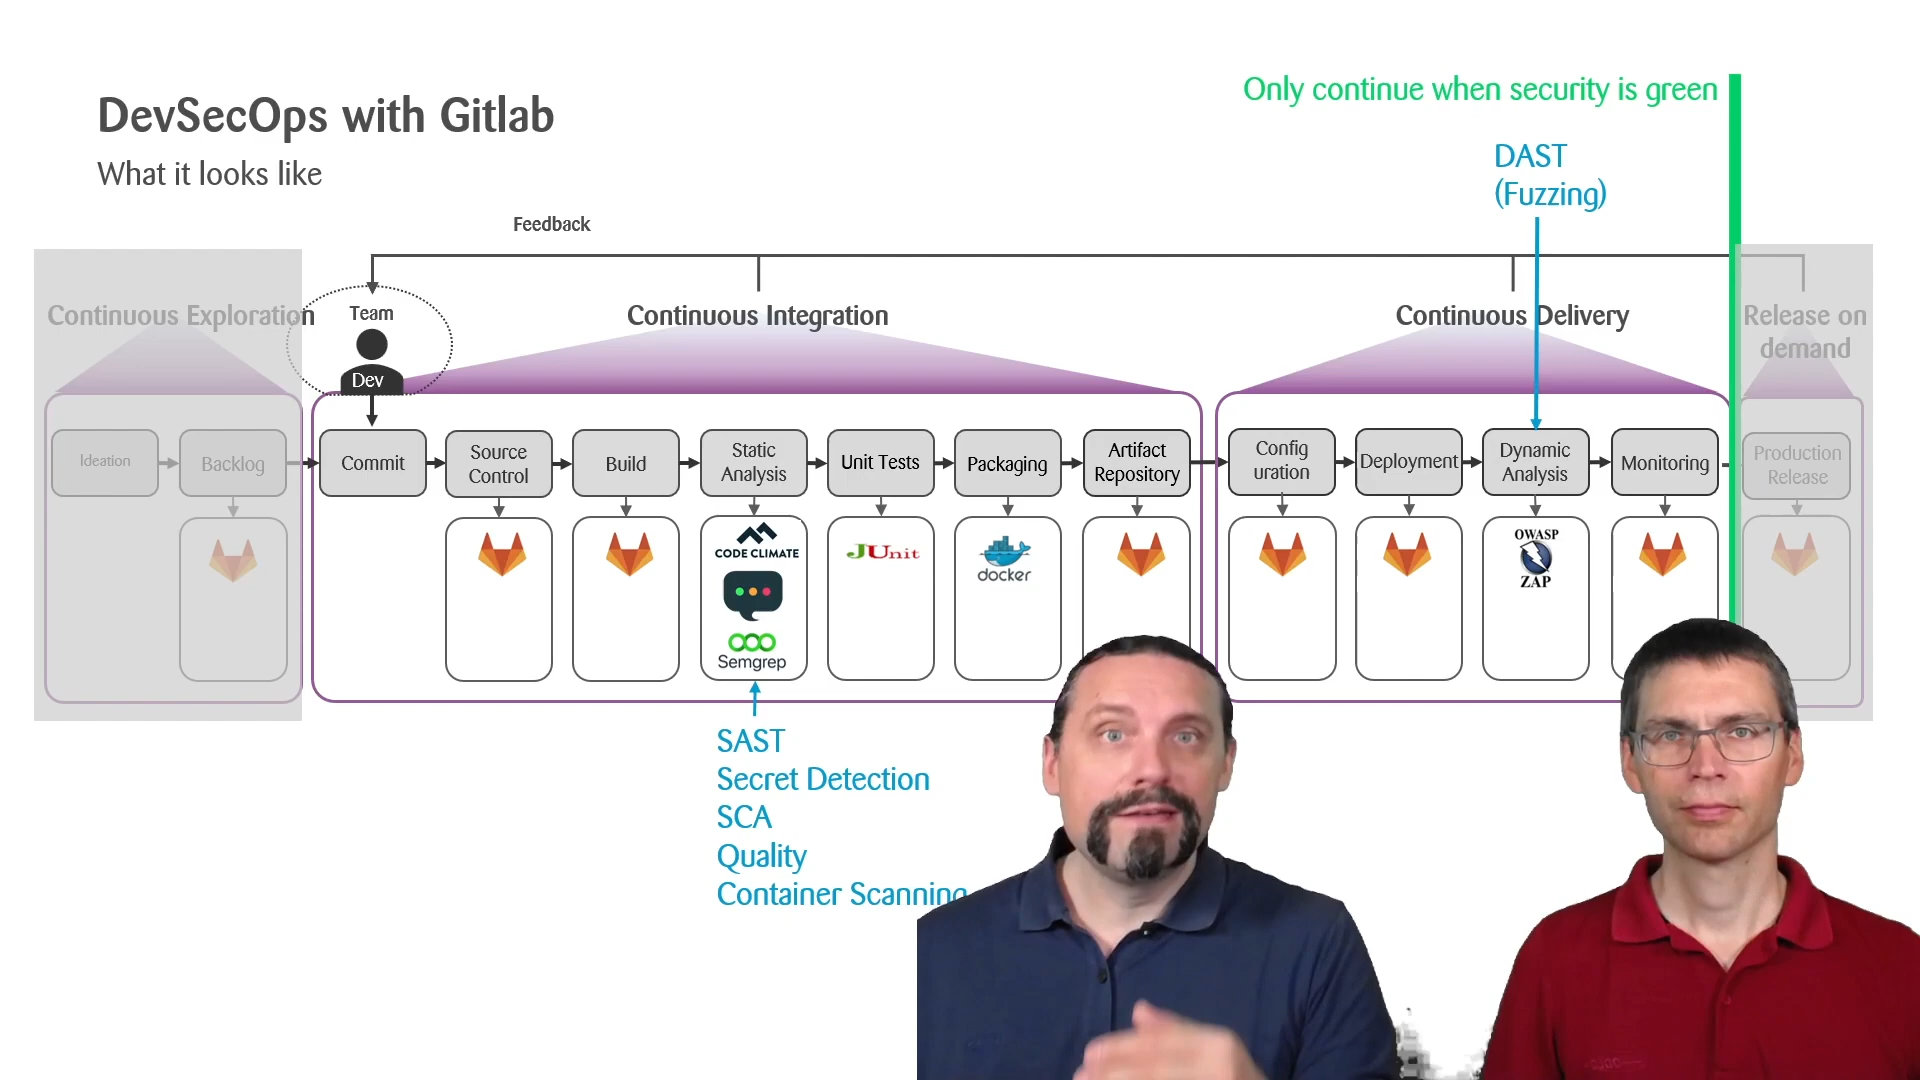 DevSecOps with Gitlab
What it looks like
Only continue when security is green
DAST
(Fuzzing)
Feedback
Continuous Exploration
Team
Dev
Continuous Integration
Continuous Delivery
Release on
demand
Ideation
Backlog
Commit
Source
Control
Build
Static
Analysis
Unit Tests
Packaging
Artifact
Repository
Config
uration
Deployment
Dynamic
Analysis
Monitoring
Production
Release
CODE CLIMATE
Semgrep
JUnit
docker
OWASP
ZAP
SAST
Secret Detection
SCA
Quality
Container Scanning